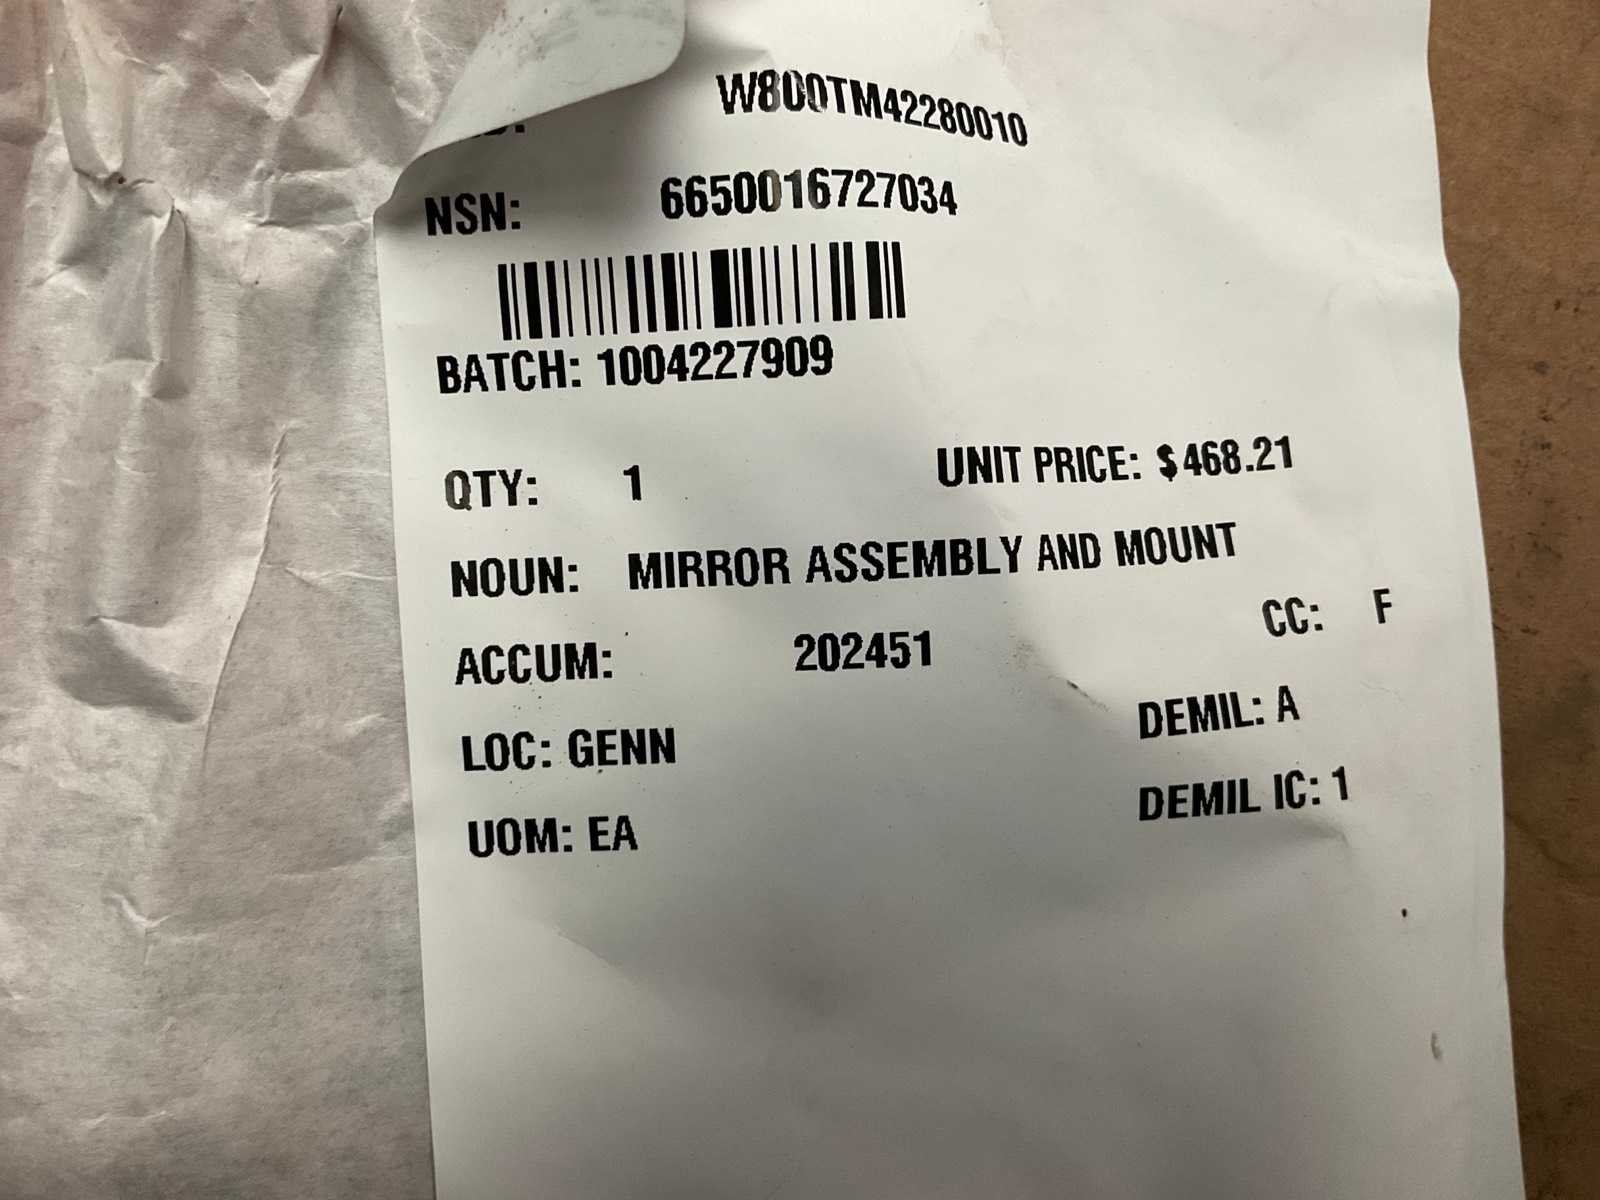 W800TM42280010
NSN: 6650016727034
BATCH: 1004227909
QTY: 1 UNIT PRICE: $468.21
NOUN: MIRROR ASSEMBLY AND MOUNT
CC: F
ACCUM: 202451
DEMIL: A
LOC: GENN
DEMIL IC: 1
UOM: EA